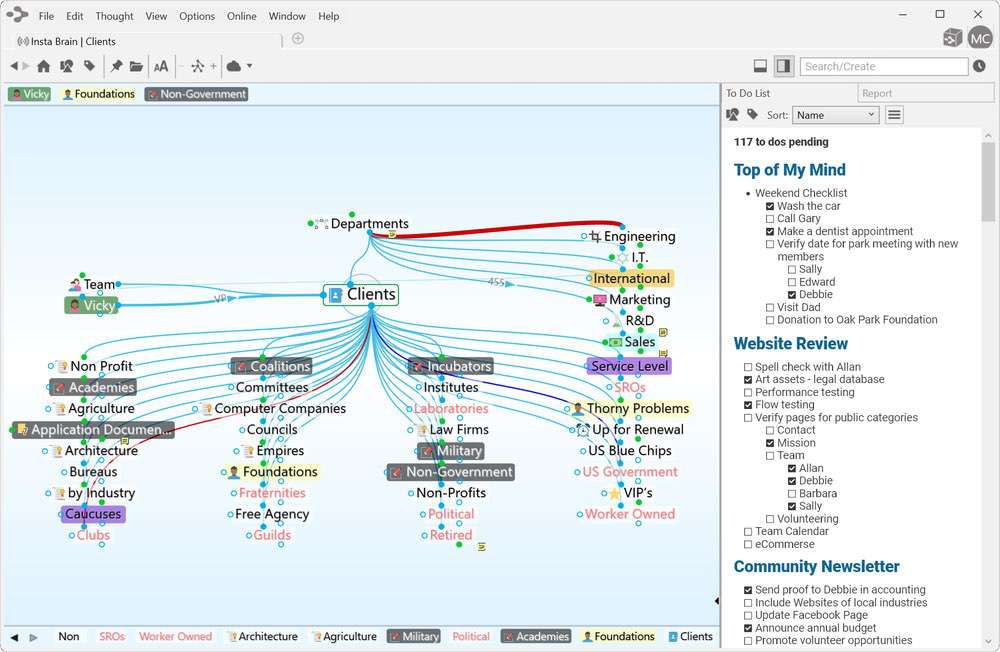 File Edit Thought View Options Online Window Help
Insta Brain | Clients
MC
AA
Search/Create
Vicky Foundations Non-Government
To Do List Report
Sort: Name
117 to dos pending
Top of My Mind
Weekend Checklist
Wash the car
Call Gary
Make a dentist appointment
Verify date for park meeting with new
members
Sally
Edward
Debbie
Visit Dad
Donation to Oak Park Foundation
Website Review
Spell check with Allan
Art assets - legal database
Performance testing
Flow testing
Verify pages for public categories
Contact
Mission
Team
Allan
Debbie
Barbara
Sally
Volunteering
Team Calendar
eCommerse
Community Newsletter
Send proof to Debbie in accounting
Include Websites of local industries
Update Facebook Page
Announce annual budget
Promote volunteer opportunities
Departments
Team
Vicky
VP
Clients
455
Engineering
I.T.
International
Marketing
R&D
Sales
Service Level
SROs
Thorny Problems
Up for Renewal
US Blue Chips
US Government
VIP's
Worker Owned
Non Profit
Academies
Agriculture
Application Documen...
Architecture
Bureaus
by Industry
Caucuses
Clubs
Coalitions
Committees
Computer Companies
Councils
Empires
Foundations
Fraternities
Free Agency
Guilds
Incubators
Institutes
Laboratories
Law Firms
Military
Non-Government
Non-Profits
Political
Retired
Non SROs Worker Owned Architecture Agriculture Military Political Academies Foundations Clients